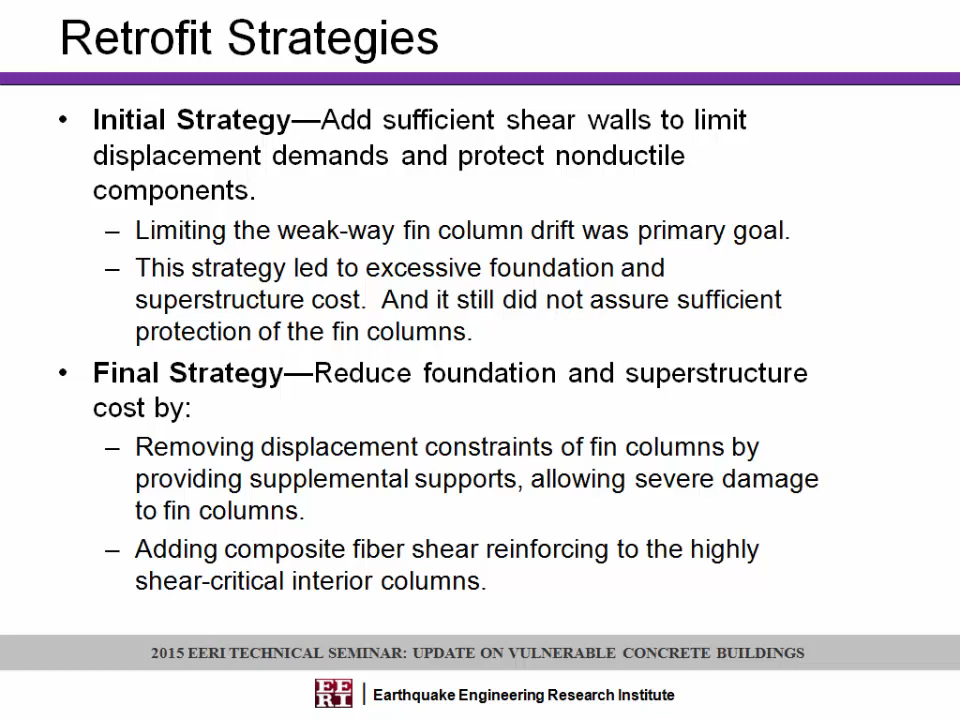 Retrofit Strategies
• Initial Strategy—Add sufficient shear walls to limit
displacement demands and protect nonductile
components.
– Limiting the weak-way fin column drift was primary goal.
– This strategy led to excessive foundation and
superstructure cost.  And it still did not assure sufficient
protection of the fin columns.
• Final Strategy—Reduce foundation and superstructure
cost by:
– Removing displacement constraints of fin columns by
providing supplemental supports, allowing severe damage
to fin columns.
– Adding composite fiber shear reinforcing to the highly
shear-critical interior columns.
2015 EERI TECHNICAL SEMINAR: UPDATE ON VULNERABLE CONCRETE BUILDINGS
EERI | Earthquake Engineering Research Institute